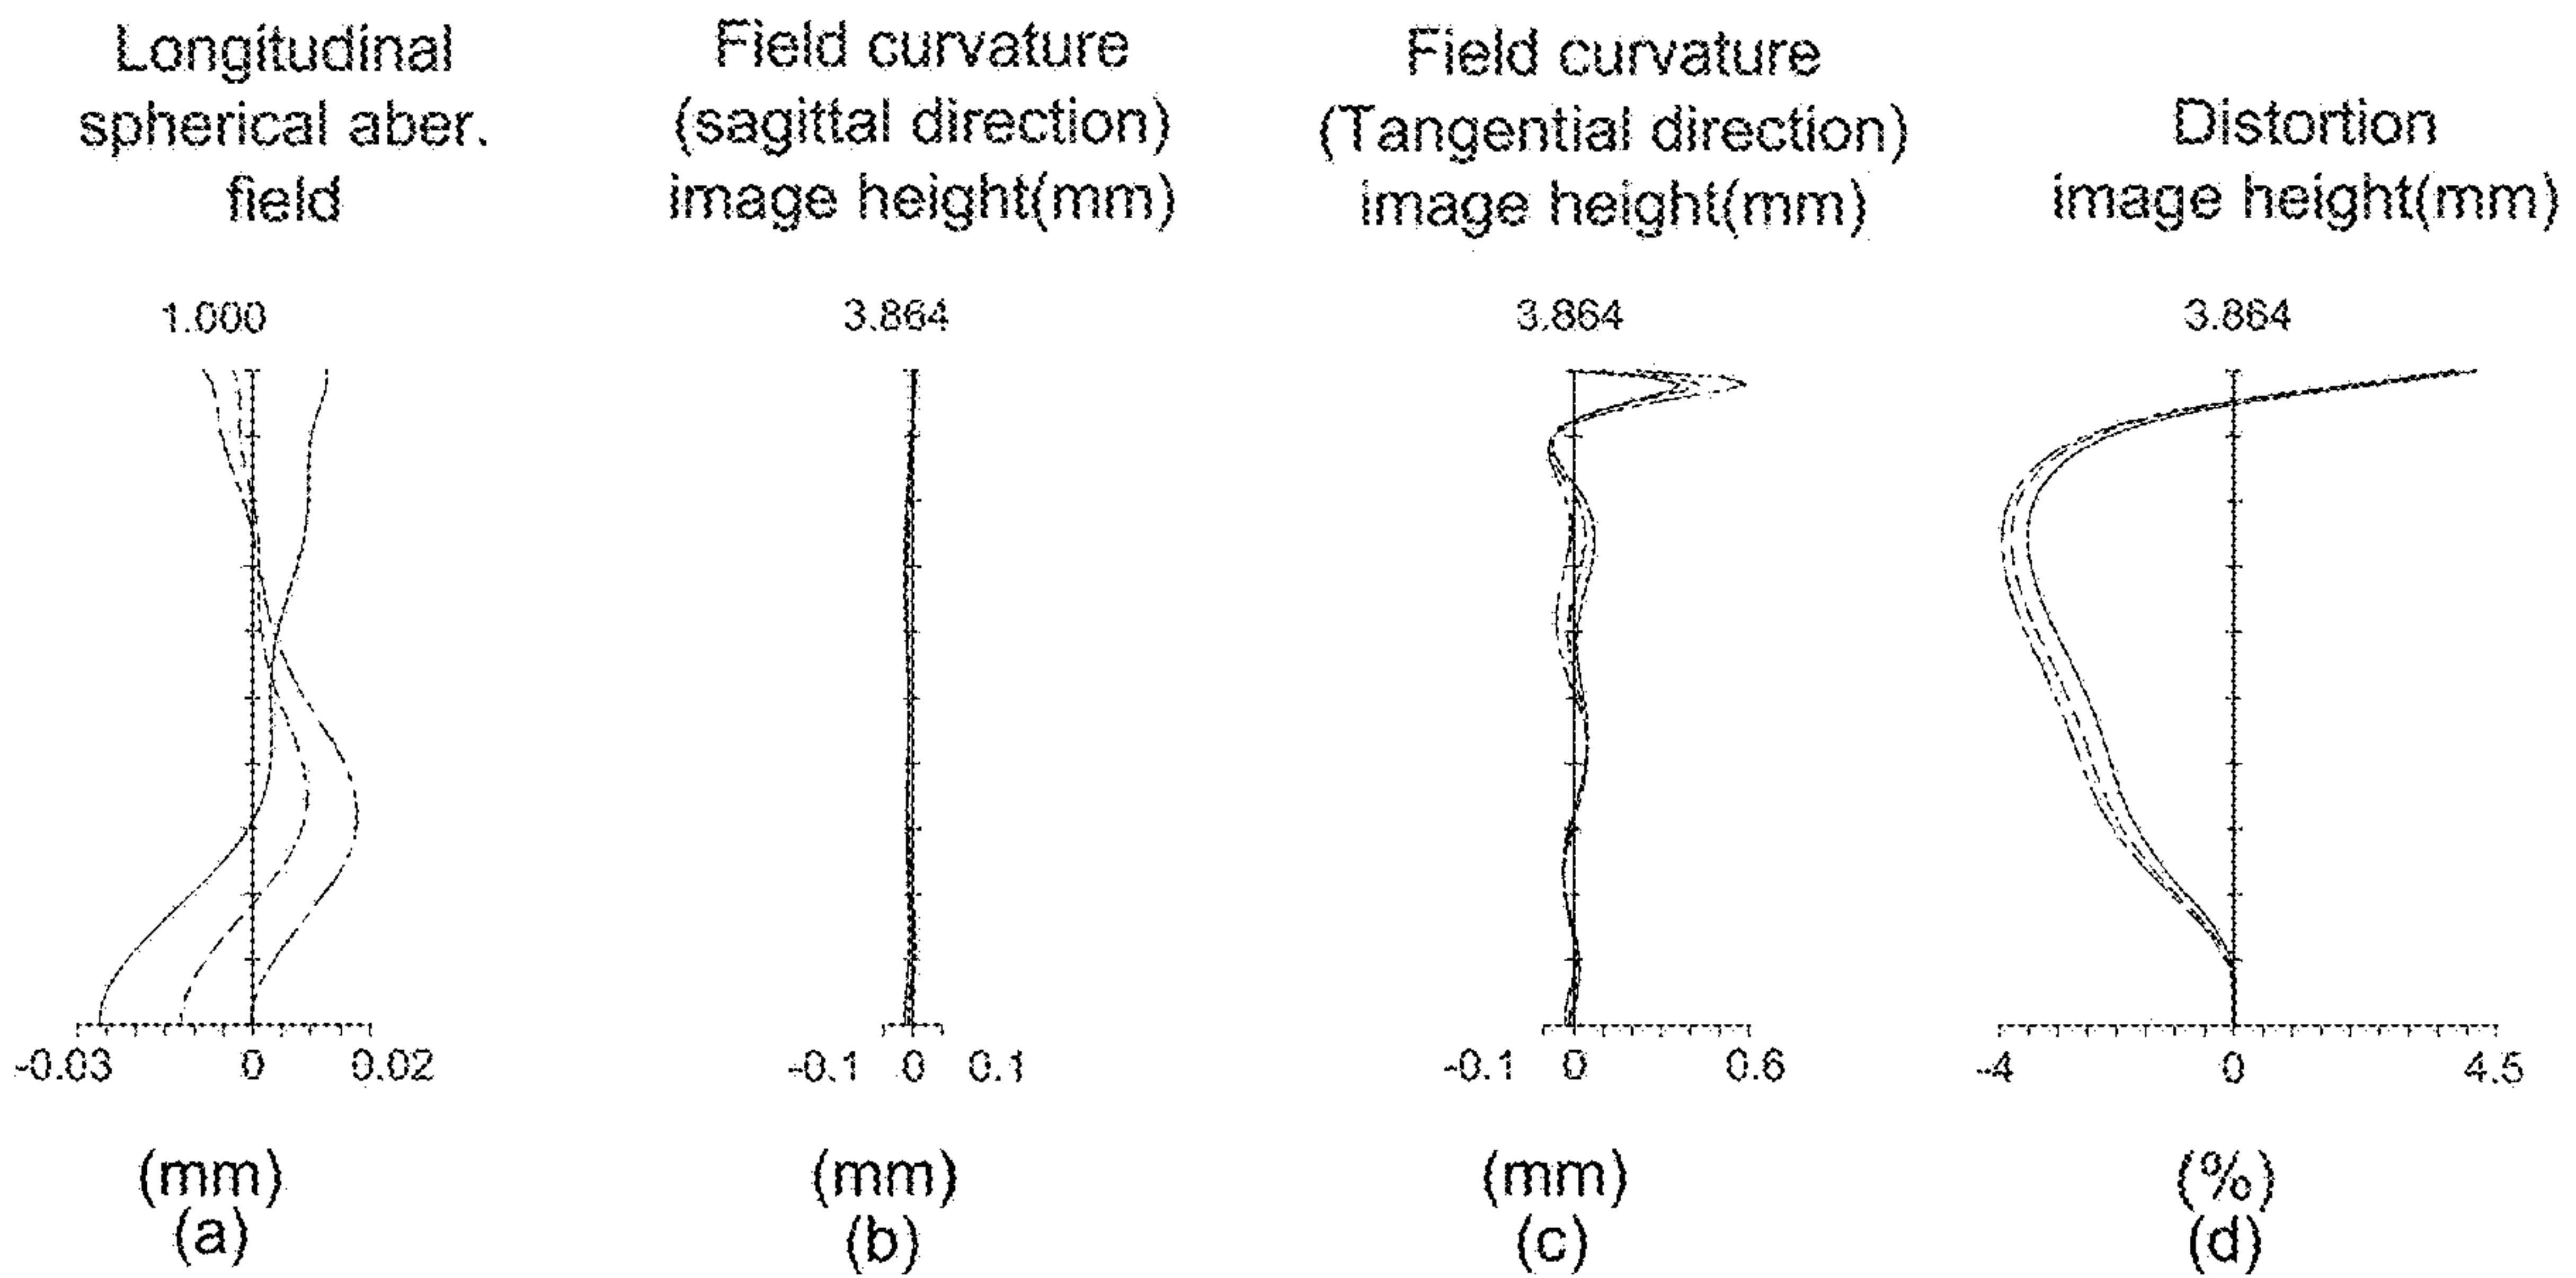 Longitudinal
spherical aber.
field
1.000
-0.03 0 0.02
(mm)
(a)
Field curvature
(sagittal direction)
image height(mm)
3.864
-0.1 0 0.1
(mm)
(b)
Field curvature
(Tangential direction)
image height(mm)
3.864
-0.1 0 0.6
(mm)
(c)
Distortion
image height(mm)
3.864
-4 0 4.5
(%)
(d)